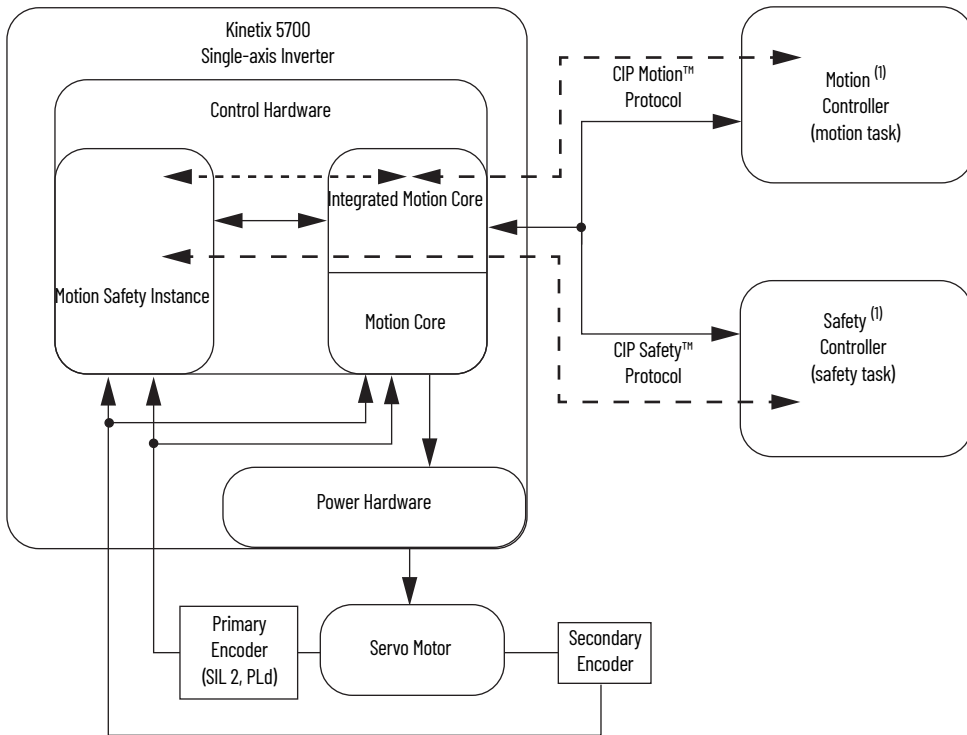 Kinetix 5700
Single-axis Inverter
Control Hardware
Motion Safety Instance
Integrated Motion Core
Motion Core
Power Hardware
CIP Motion™
Protocol
Motion (1)
Controller
(motion task)
CIP Safety™
Protocol
Safety (1)
Controller
(safety task)
Primary
Encoder
(SIL 2, PLd)
Servo Motor
Secondary
Encoder